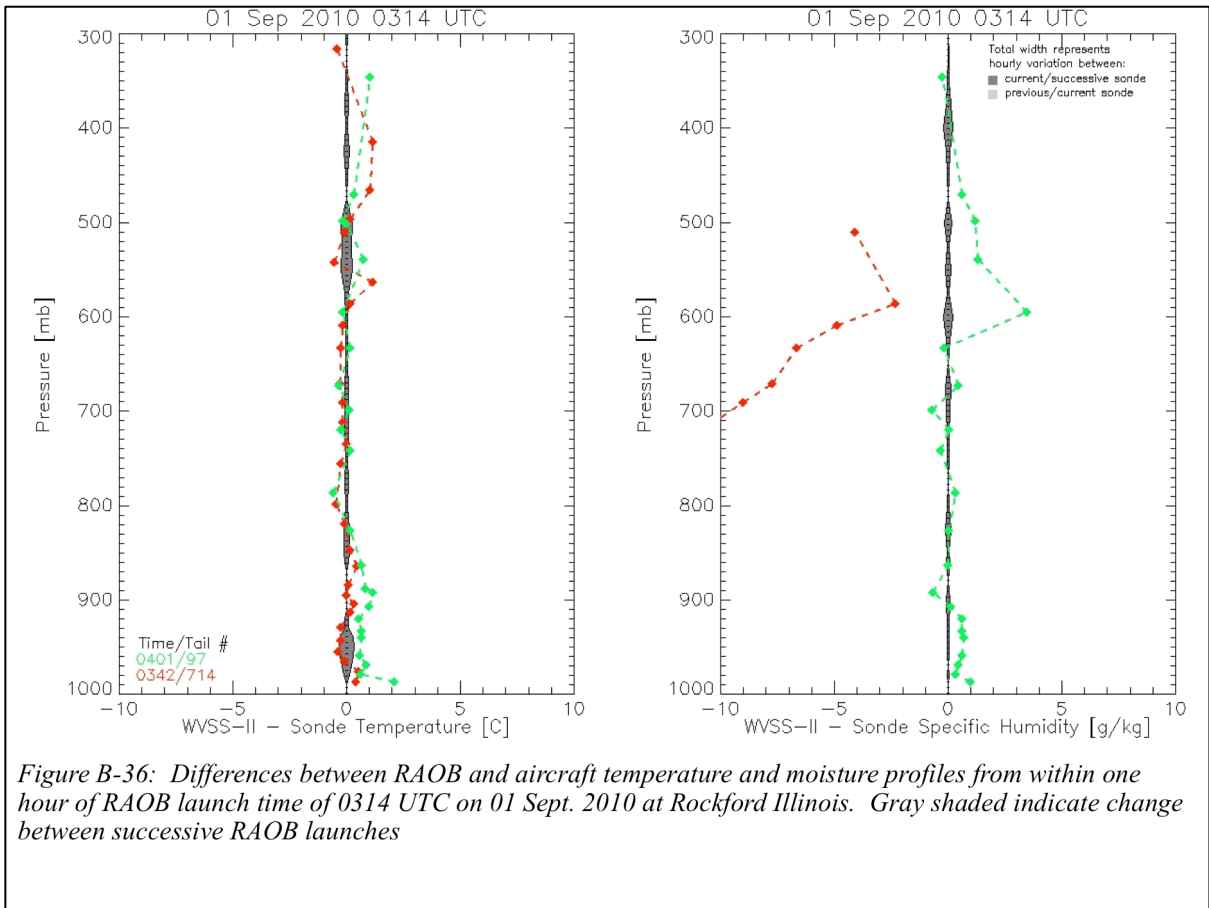 01 Sep 2010 0314 UTC
300
400
500
600
700
800
900
1000
Pressure [mb]
Time/Tail #
0401/97
0342/714
-10
-5
0
5
10
WVSS-II - Sonde Temperature [C]
01 Sep 2010 0314 UTC
Total width represents
hourly variation between:
current/successive sonde
previous/current sonde
300
400
500
600
700
800
900
1000
Pressure [mb]
-10
-5
0
5
10
WVSS-II - Sonde Specific Humidity [g/kg]
Figure B-36: Differences between RAOB and aircraft temperature and moisture profiles from within one
hour of RAOB launch time of 0314 UTC on 01 Sept. 2010 at Rockford Illinois. Gray shaded indicate change
between successive RAOB launches